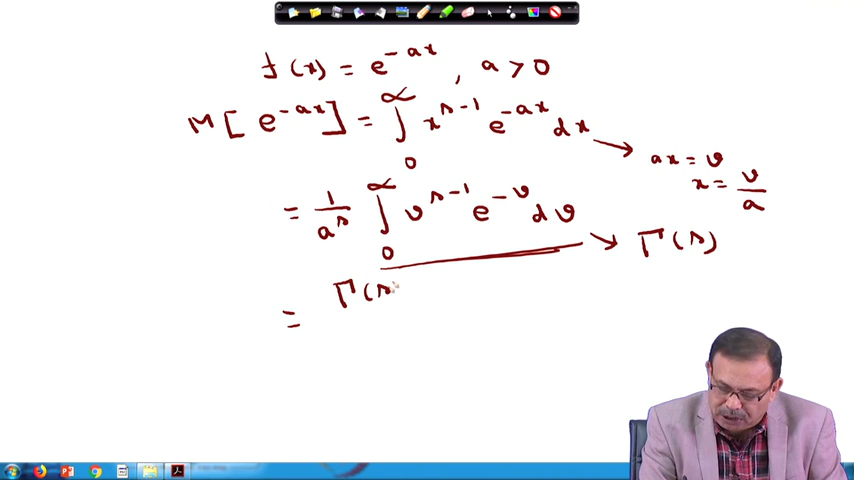 f(x) = e^{-ax}, a > 0
M[e^{-ax}] = ∫_0^∞ x^{s-1} e^{-ax} dx
→ ax = v
x = v/a
= 1/a^s ∫_0^∞ v^{s-1} e^{-v} dv → Γ(s)
= Γ(s)